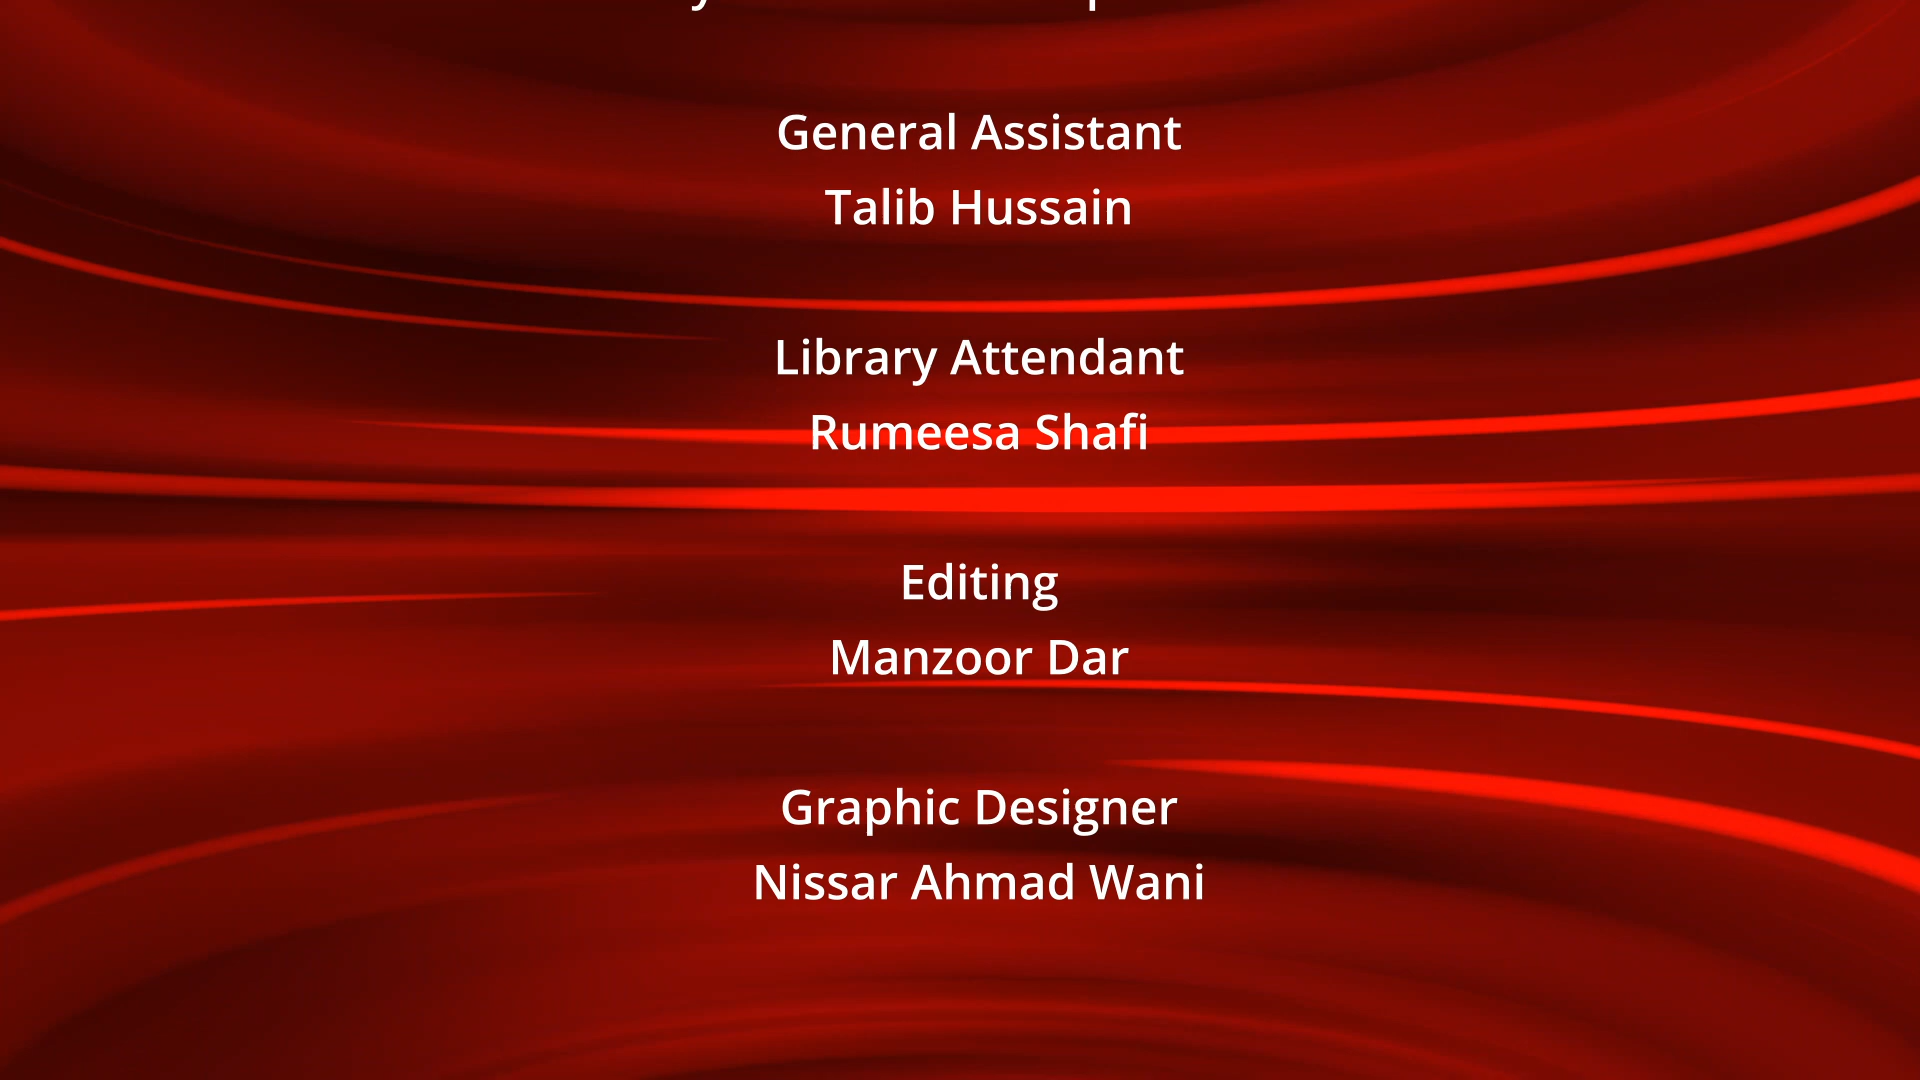 General Assistant
Talib Hussain
Library Attendant
Rumeesa Shafi
Editing
Manzoor Dar
Graphic Designer
Nissar Ahmad Wani